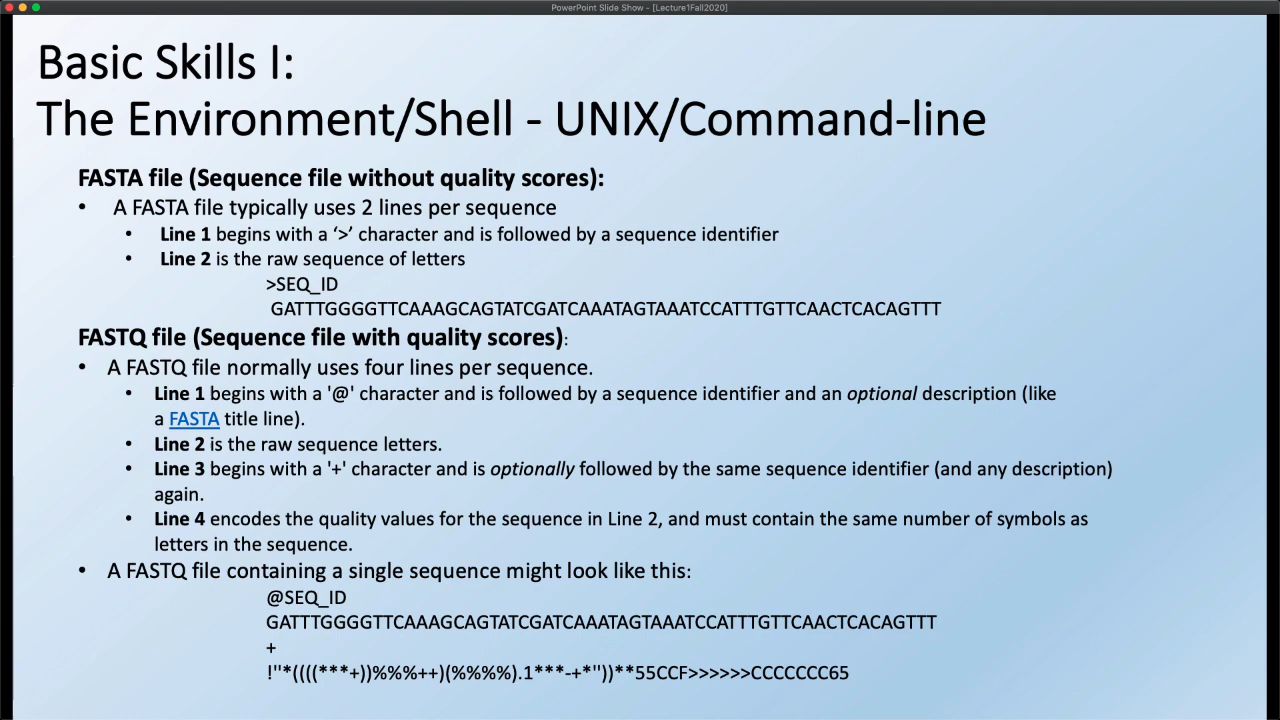 PowerPoint Slide Show - [Lecture1Fall2020]
Basic Skills I:
The Environment/Shell - UNIX/Command-line
FASTA file (Sequence file without quality scores):
• A FASTA file typically uses 2 lines per sequence
• Line 1 begins with a ‘>’ character and is followed by a sequence identifier
• Line 2 is the raw sequence of letters
>SEQ_ID
GATTTGGGGTTCAAAGCAGTATCGATCAAATAGTAAATCCATTTGTTCAACTCACAGTTT
FASTQ file (Sequence file with quality scores):
• A FASTQ file normally uses four lines per sequence.
• Line 1 begins with a '@' character and is followed by a sequence identifier and an optional description (like
a FASTA title line).
• Line 2 is the raw sequence letters.
• Line 3 begins with a '+' character and is optionally followed by the same sequence identifier (and any description)
again.
• Line 4 encodes the quality values for the sequence in Line 2, and must contain the same number of symbols as
letters in the sequence.
• A FASTQ file containing a single sequence might look like this:
@SEQ_ID
GATTTGGGGTTCAAAGCAGTATCGATCAAATAGTAAATCCATTTGTTCAACTCACAGTTT
+
!"*((((***+))%%%++)(%%%%).1***-+*"))**55CCF>>>>>>CCCCCCC65